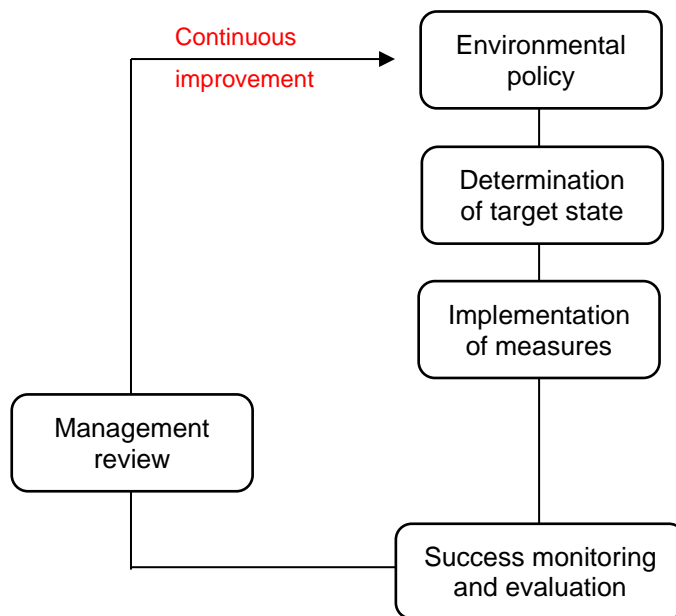 Continuous
improvement
Environmental
policy
Determination
of target state
Implementation
of measures
Management
review
Success monitoring
and evaluation